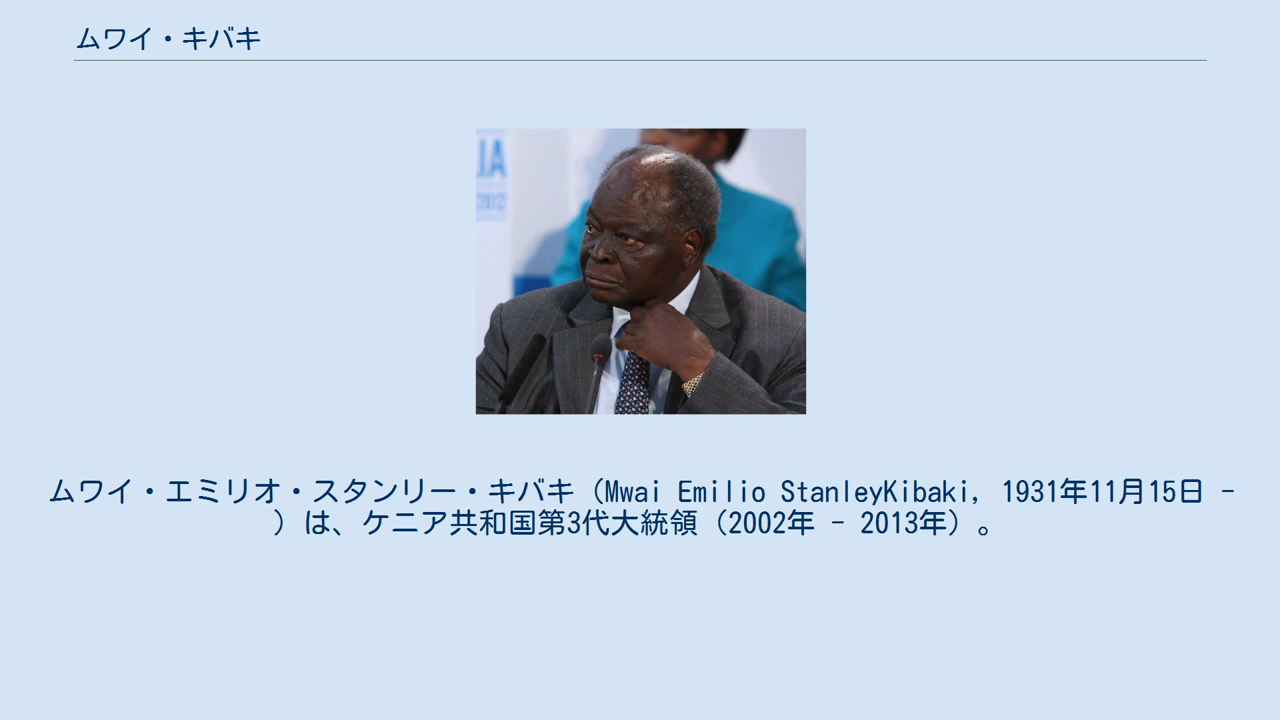 ムワイ・キバキ
IA
2012
ムワイ・エミリオ・スタンリー・キバキ（Mwai Emilio StanleyKibaki, 1931年11月15日 -
）は、ケニア共和国第3代大統領（2002年 - 2013年）。